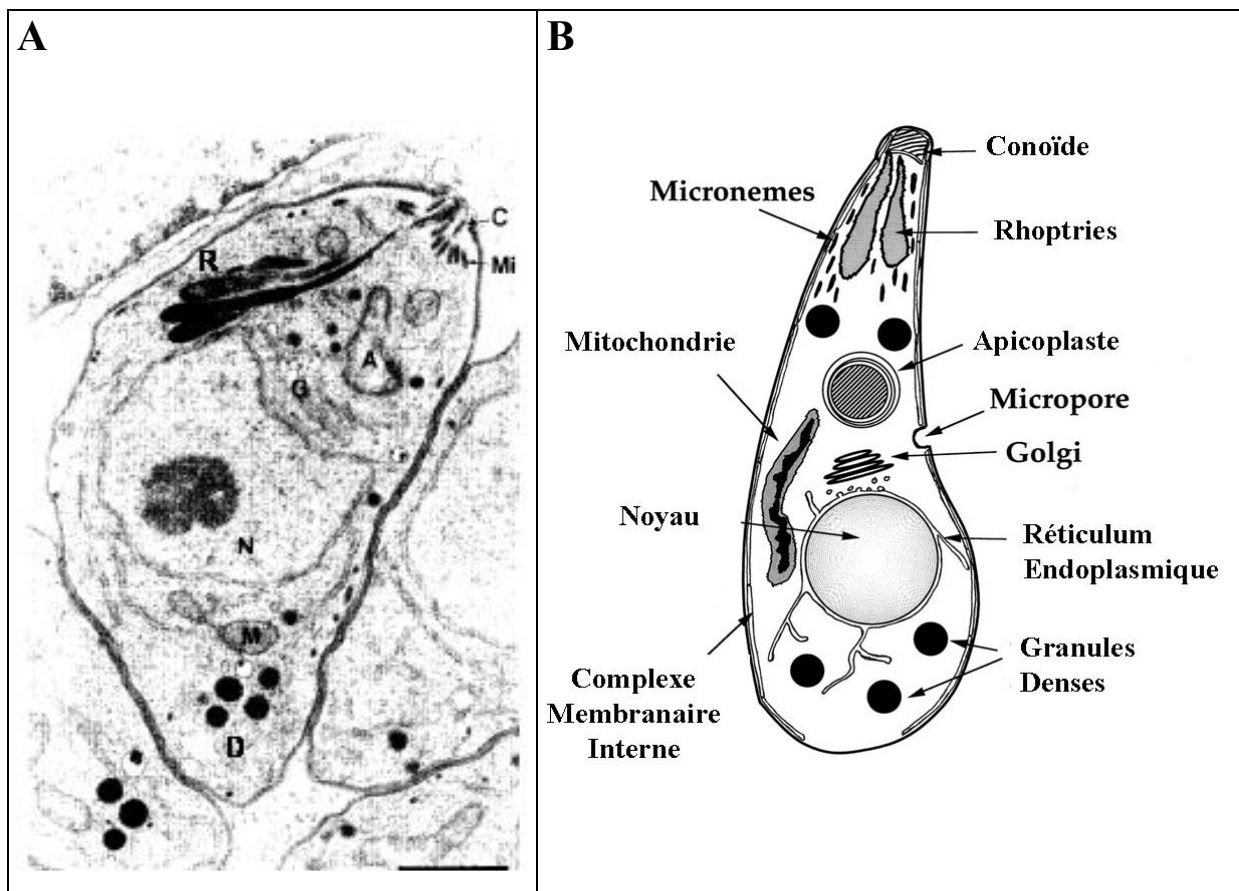 A
R
C
Mi
A
G
N
M
D
B
Conoïde
Micronemes
Rhoptries
Mitochondrie
Apicoplaste
Micropore
Golgi
Noyau
Réticulum
Endoplasmique
Complexe
Membranaire
Interne
Granules
Denses